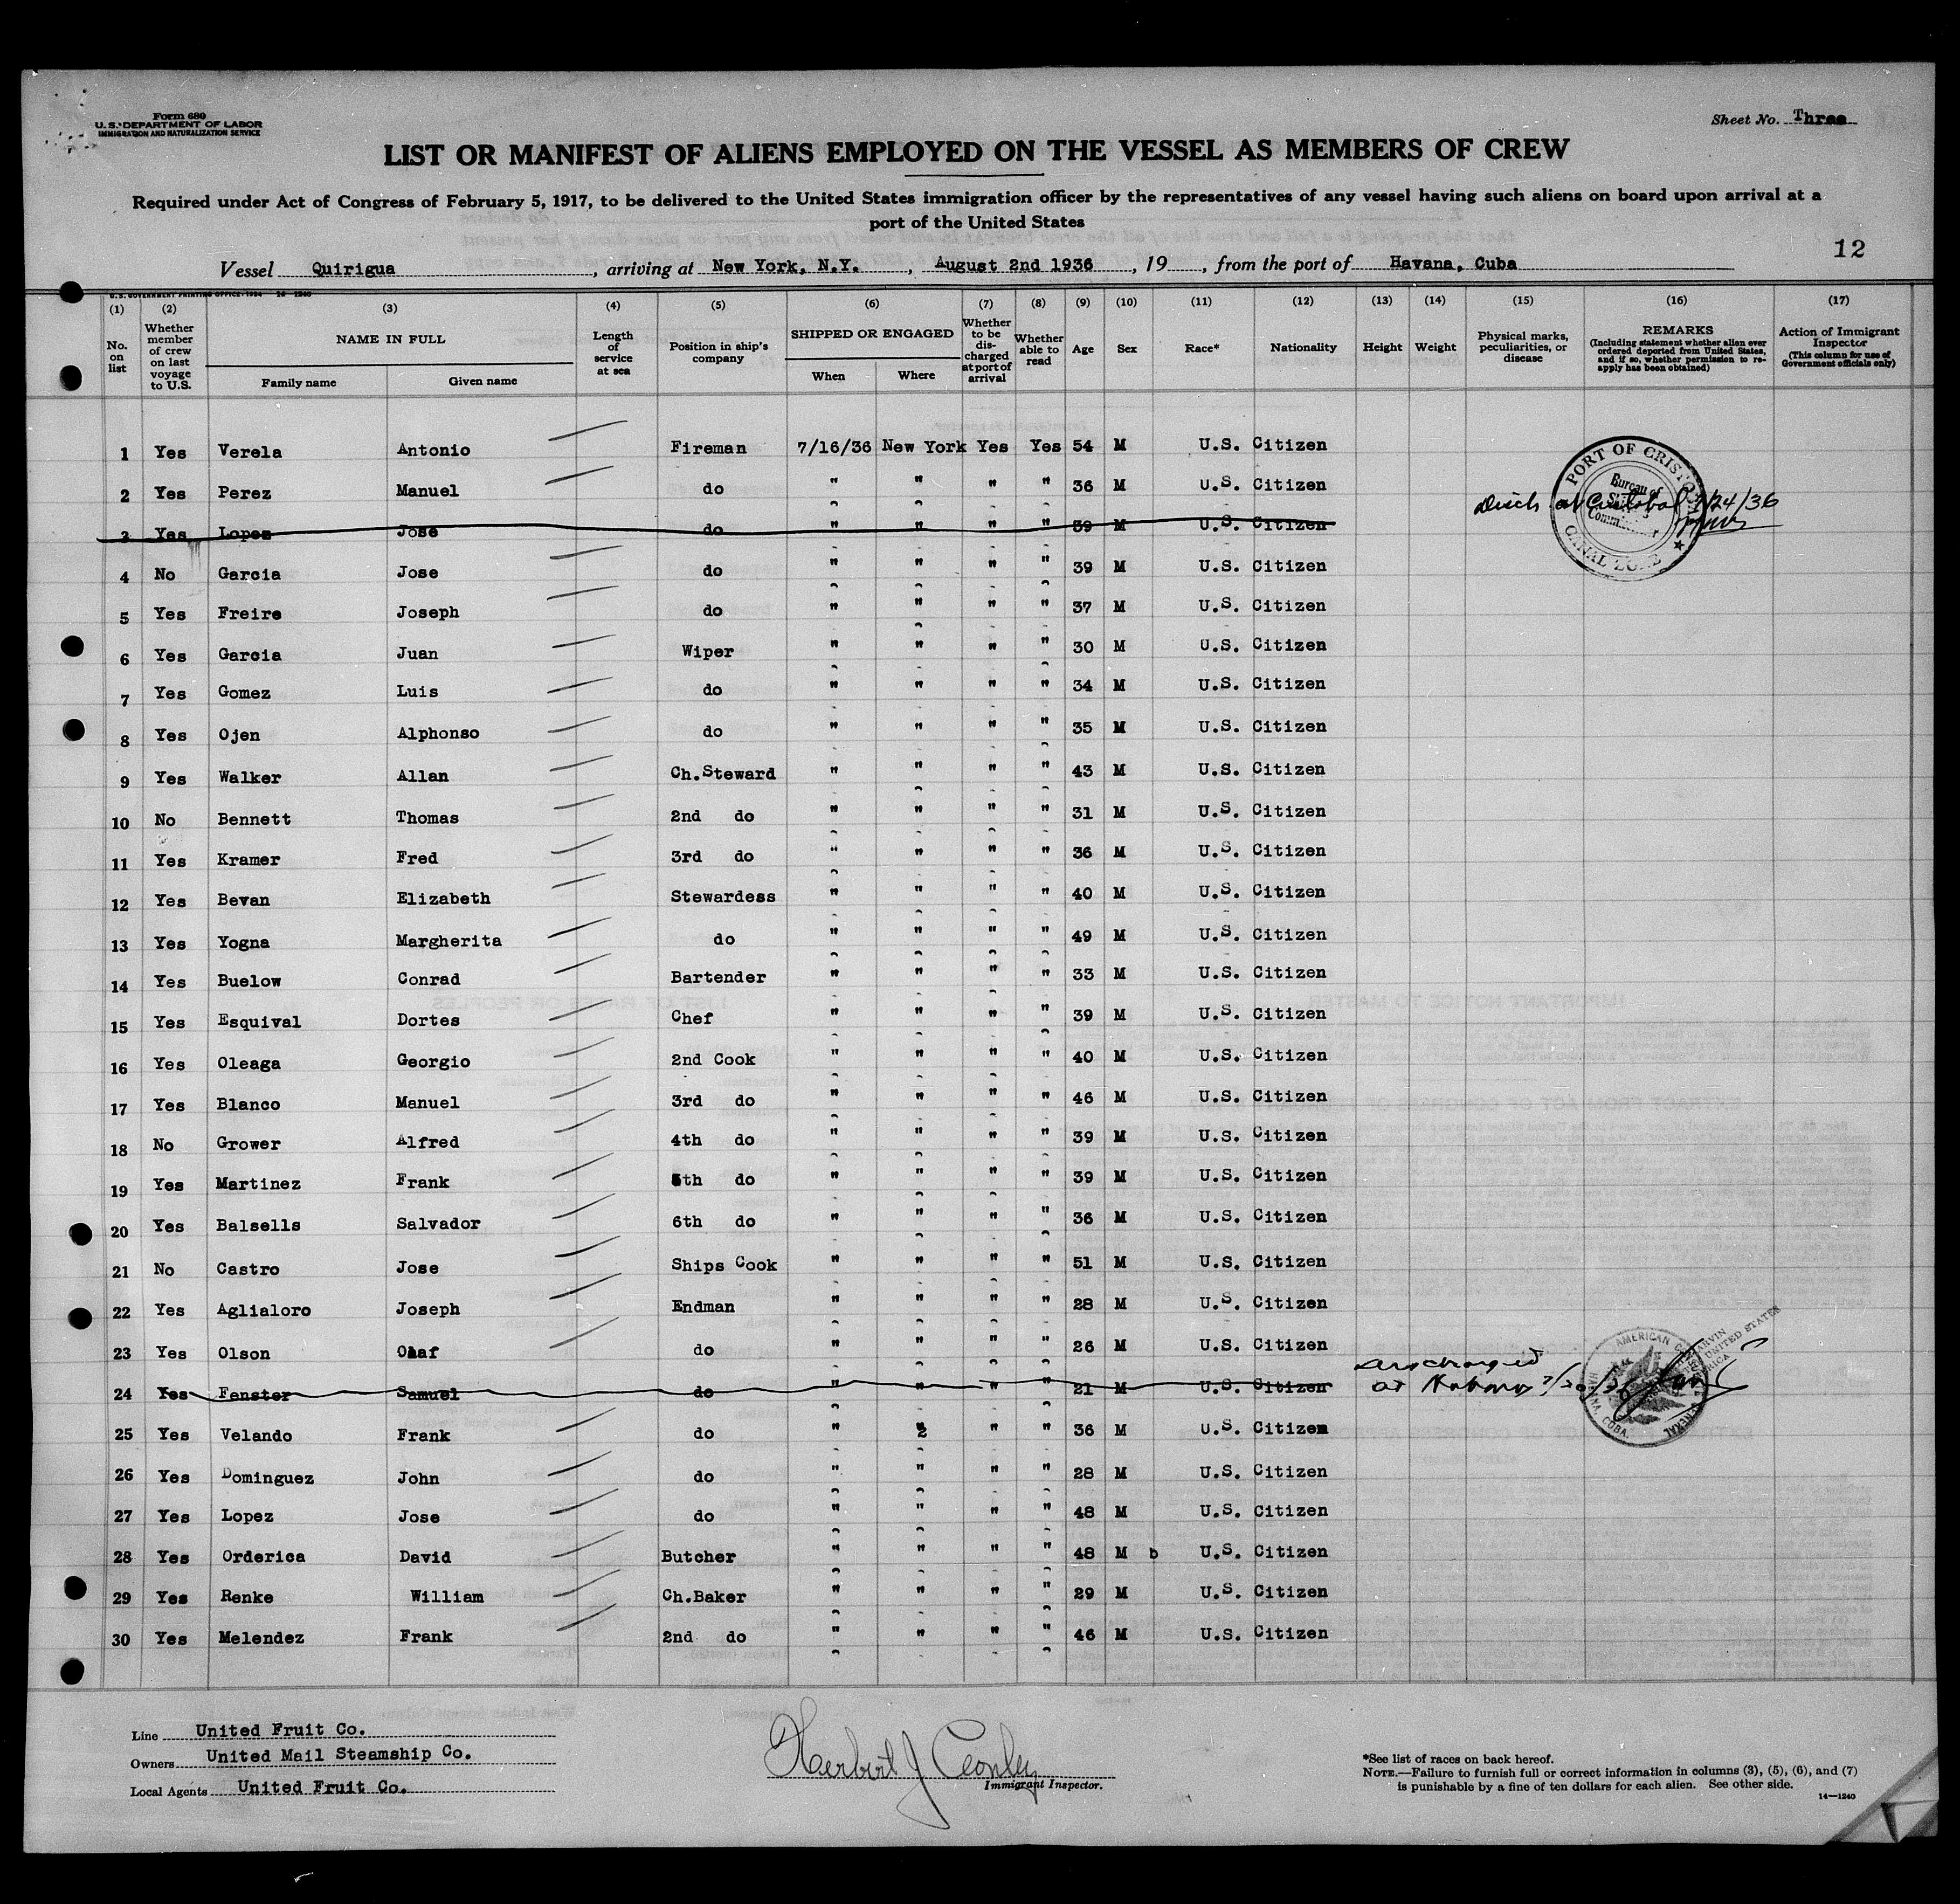 Form 680
U.S. DEPARTMENT OF LABOR
IMMIGRATION AND NATURALIZATION SERVICE
Sheet No. Three
LIST OR MANIFEST OF ALIENS EMPLOYED ON THE VESSEL AS MEMBERS OF CREW
Required under Act of Congress of February 5, 1917, to be delivered to the United States immigration officer by the representatives of any vessel having such aliens on board upon arrival at a
port of the United States
12
Vessel Quirigua, arriving at New York, N.Y., August 2nd 1936, 19, from the port of Havana, Cuba
U.S. GOVERNMENT PRINTING OFFICE: 1934 14-1240
(1) (2) (3) (4) (5) (6) (7) (8) (9) (10) (11) (12) (13) (14) (15) (16) (17)
No. on list
Whether member of crew on last voyage to U.S.
NAME IN FULL
Family name Given name
Length of service at sea
Position in ship's company
SHIPPED OR ENGAGED
When Where
Whether to be discharged at port of arrival
Whether able to read
Age Sex Race* Nationality Height Weight
Physical marks, peculiarities, or disease
REMARKS
(Including statement whether alien ever ordered deported from United States, and if so, whether permission to reapply has been obtained)
Action of Immigrant Inspector
(This column for use of Government officials only)
1 Yes Verela Antonio Fireman 7/16/36 New York Yes Yes 54 M U.S. Citizen
2 Yes Perez Manuel do " " " " 36 M U.S. Citizen
3 Yes Lopez Jose do " " " " 39 M U.S. Citizen
Disch at Cristobal 7/24/36
PORT OF CRISTOBAL
CANAL ZONE
4 No Garcia Jose do " " " " 39 M U.S. Citizen
5 Yes Freire Joseph do " " " " 37 M U.S. Citizen
6 Yes Garcia Juan Wiper " " " " 30 M U.S. Citizen
7 Yes Gomez Luis do " " " " 34 M U.S. Citizen
8 Yes Ojen Alphonso do " " " " 35 M U.S. Citizen
9 Yes Walker Allan Ch.Steward " " " " 43 M U.S. Citizen
10 No Bennett Thomas 2nd do " " " " 31 M U.S. Citizen
11 Yes Kramer Fred 3rd do " " " " 36 M U.S. Citizen
12 Yes Bevan Elizabeth Stewardess " " " " 40 M U.S. Citizen
13 Yes Yogna Margherita do " " " " 49 M U.S. Citizen
14 Yes Buelow Conrad Bartender " " " " 33 M U.S. Citizen
15 Yes Esquival Dortes Chef " " " " 39 M U.S. Citizen
16 Yes Oleaga Georgio 2nd Cook " " " " 40 M U.S. Citizen
17 Yes Blanco Manuel 3rd do " " " " 46 M U.S. Citizen
18 No Grower Alfred 4th do " " " " 39 M U.S. Citizen
19 Yes Martinez Frank 5th do " " " " 39 M U.S. Citizen
20 Yes Balsells Salvador 6th do " " " " 36 M U.S. Citizen
21 No Castro Jose Ships Cook " " " " 51 M U.S. Citizen
22 Yes Aglialoro Joseph Endman " " " " 28 M U.S. Citizen
23 Yes Olson Olaf do " " " " 26 M U.S. Citizen
24 Yes Fenster Samuel do " " " " 21 M U.S. Citizen
Discharged
at Habana
AMERICAN CONSULATE GENERAL
HAVANA, CUBA.
25 Yes Velando Frank do " " " " 36 M U.S. Citizen
26 Yes Dominguez John do " " " " 28 M U.S. Citizen
27 Yes Lopez Jose do " " " " 48 M U.S. Citizen
28 Yes Orderica David Butcher " " " " 48 M b U.S. Citizen
29 Yes Renke William Ch.Baker " " " " 29 M U.S. Citizen
30 Yes Melendez Frank 2nd do " " " " 46 M U.S. Citizen
Line United Fruit Co.
Owners United Mail Steamship Co.
Local Agents United Fruit Co.
Herbert J Conley
Immigrant Inspector.
*See list of races on back hereof.
NOTE.—Failure to furnish full or correct information in columns (3), (5), (6), and (7)
is punishable by a fine of ten dollars for each alien. See other side.
14—1240